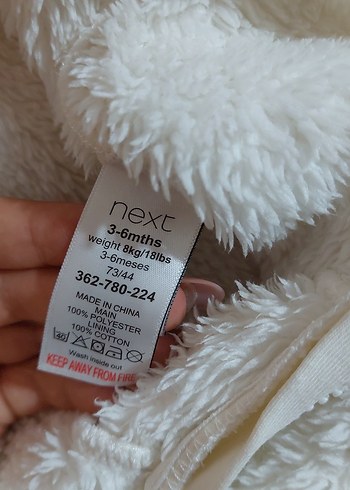 next
3-6mths
weight 8kg/18lbs
3-6meses
73/44
362-780-224
MADE IN CHINA
MAIN
100% POLYESTER
LINING
100% COTTON
Wash inside out
KEEP AWAY FROM FIRE